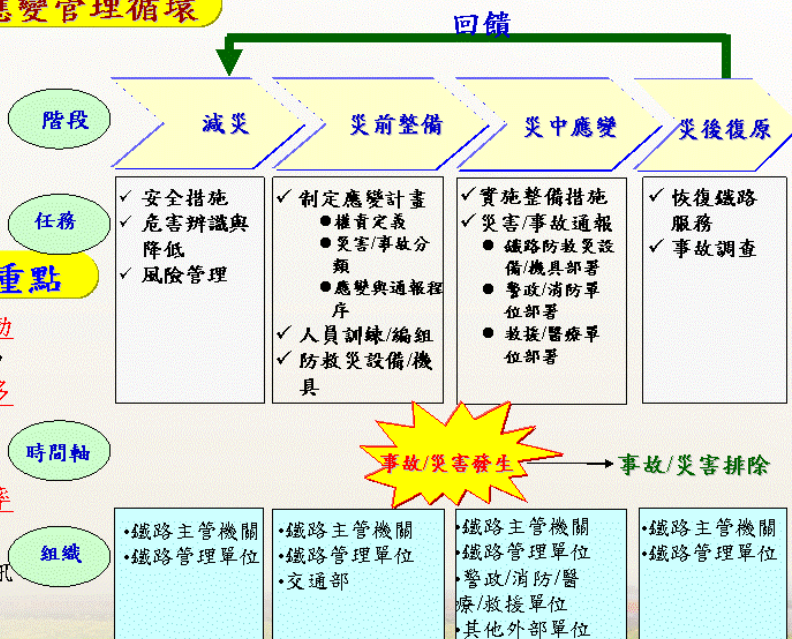 應變管理循環
回饋
階段
減災
災前整備
災中應變
災後復原
任務
✓ 安全措施
✓ 危害辨識與
降低
✓ 風險管理
✓ 制定應變計畫
●權責定義
●災害/事故分
類
●應變與通報程
序
✓ 人員訓練/編組
✓ 防救災設備/機
具
✓實施整備措施
✓災害/事故通報
● 鐵路防救災設
備/機具部署
● 警政/消防單
位部署
● 救援/醫療單
位部署
✓ 恢復鐵路
服務
✓ 事故調查
重點
時間軸
事故/災害發生
事故/災害排除
組織
•鐵路主管機關
•鐵路管理單位
•鐵路主管機關
•鐵路管理單位
•交通部
•鐵路主管機關
•鐵路管理單位
•警政/消防/醫
療/救援單位
•其他外部單位
•鐵路主管機關
•鐵路管理單位